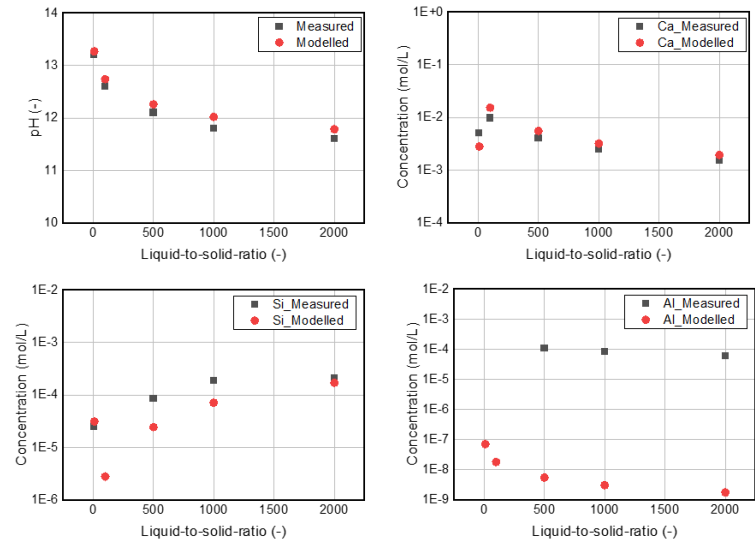 14
13
12
11
10
pH (-)
Measured
Modelled
0 500 1000 1500 2000
Liquid-to-solid-ratio (-)
1E+0
1E-1
1E-2
1E-3
1E-4
Concentration (mol/L)
Ca_Measured
Ca_Modelled
0 500 1000 1500 2000
Liquid-to-solid-ratio (-)
1E-2
1E-3
1E-4
1E-5
1E-6
Concentration (mol/L)
Si_Measured
Si_Modelled
0 500 1000 1500 2000
Liquid-to-solid-ratio (-)
1E-2
1E-3
1E-4
1E-5
1E-6
1E-7
1E-8
1E-9
Concentration (mol/L)
Al_Measured
Al_Modelled
0 500 1000 1500 2000
Liquid-to-solid-ratio (-)